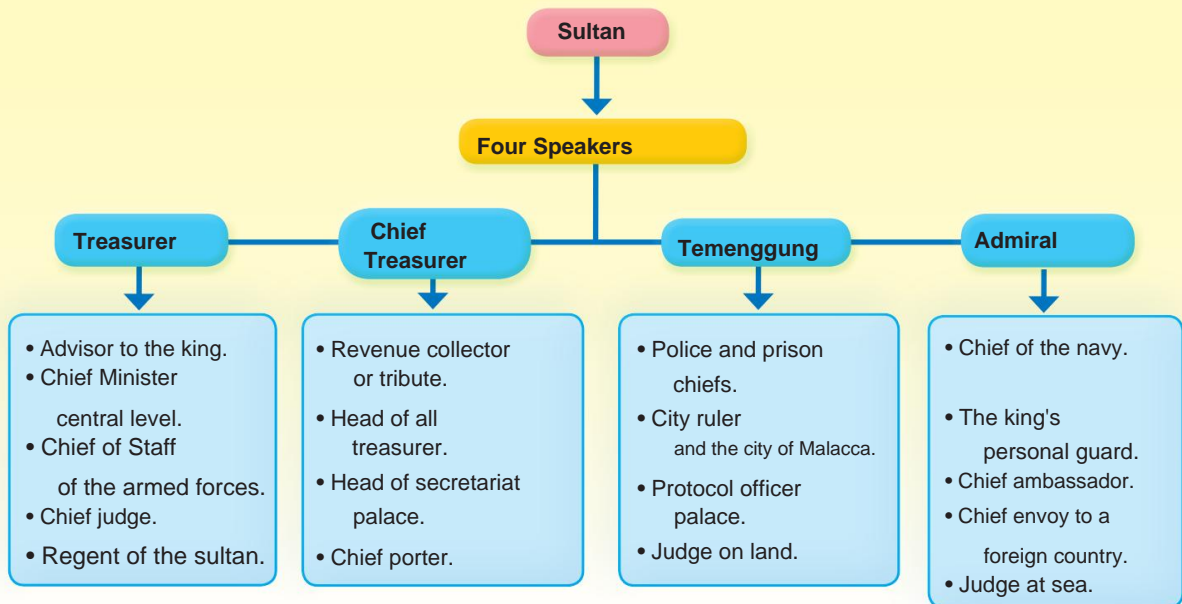 Sultan
Four Speakers
Treasurer
Chief
Treasurer
Temenggung
Admiral
• Advisor to the king.
• Chief Minister
central level.
• Chief of Staff
of the armed forces.
• Chief judge.
• Regent of the sultan.
• Revenue collector
or tribute.
• Head of all
treasurer.
• Head of secretariat
palace.
• Chief porter.
• Police and prison
chiefs.
• City ruler
and the city of Malacca.
• Protocol officer
palace.
• Judge on land.
• Chief of the navy.
• The king's
personal guard.
• Chief ambassador.
• Chief envoy to a
foreign country.
• Judge at sea.